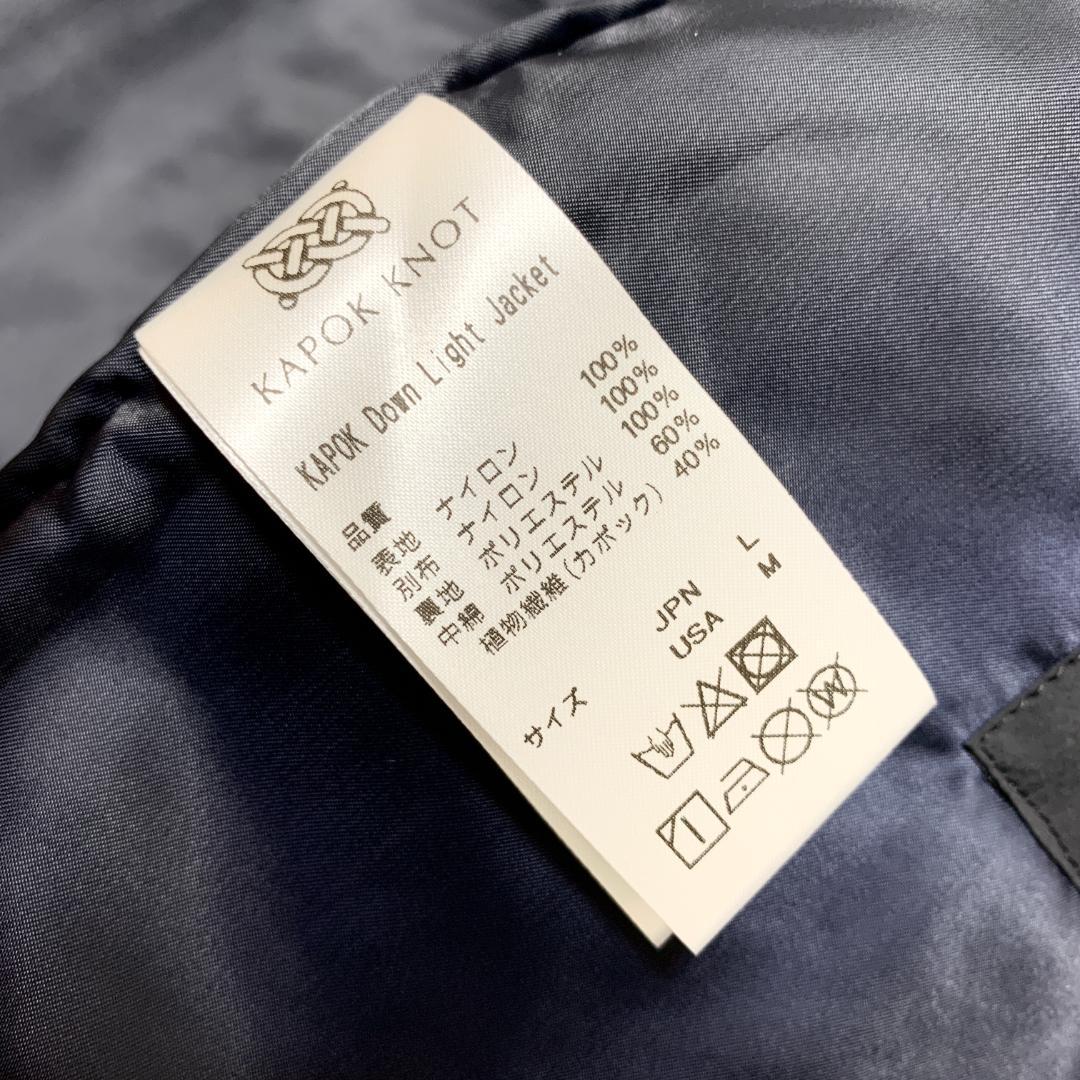 KAPOK KNOT
KAPOK Down Light Jacket
品質
表地 ナイロン 100%
別布 ナイロン 100%
裏地 ポリエステル 100%
中綿 ポリエステル 60%
植物繊維(カポック) 40%
サイズ JPN L
USA M